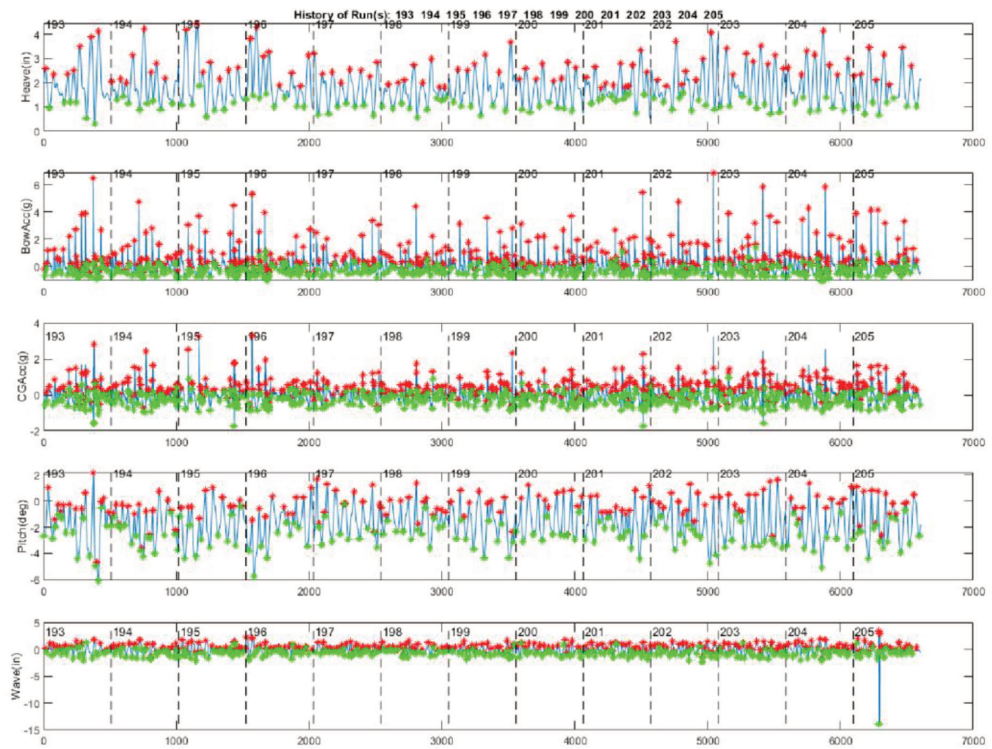 History of Run(s): 193 194 195 196 197 198 199 200 201 202 203 204 205
Heave(in)
4
3
2
1
0
193 194 195 196 197 198 199 200 201 202 203 204 205
0 1000 2000 3000 4000 5000 6000 7000
BowAcc(g)
6
4
2
0
193 194 195 196 197 198 199 200 201 202 203 204 205
0 1000 2000 3000 4000 5000 6000 7000
CGAcc(g)
4
2
0
-2
193 194 195 196 197 198 199 200 201 202 203 204 205
0 1000 2000 3000 4000 5000 6000 7000
Pitch(deg)
2
0
-2
-4
-6
193 194 195 196 197 198 199 200 201 202 203 204 205
0 1000 2000 3000 4000 5000 6000 7000
Wave(in)
5
0
-5
-10
-15
193 194 195 196 197 198 199 200 201 202 203 204 205
0 1000 2000 3000 4000 5000 6000 7000